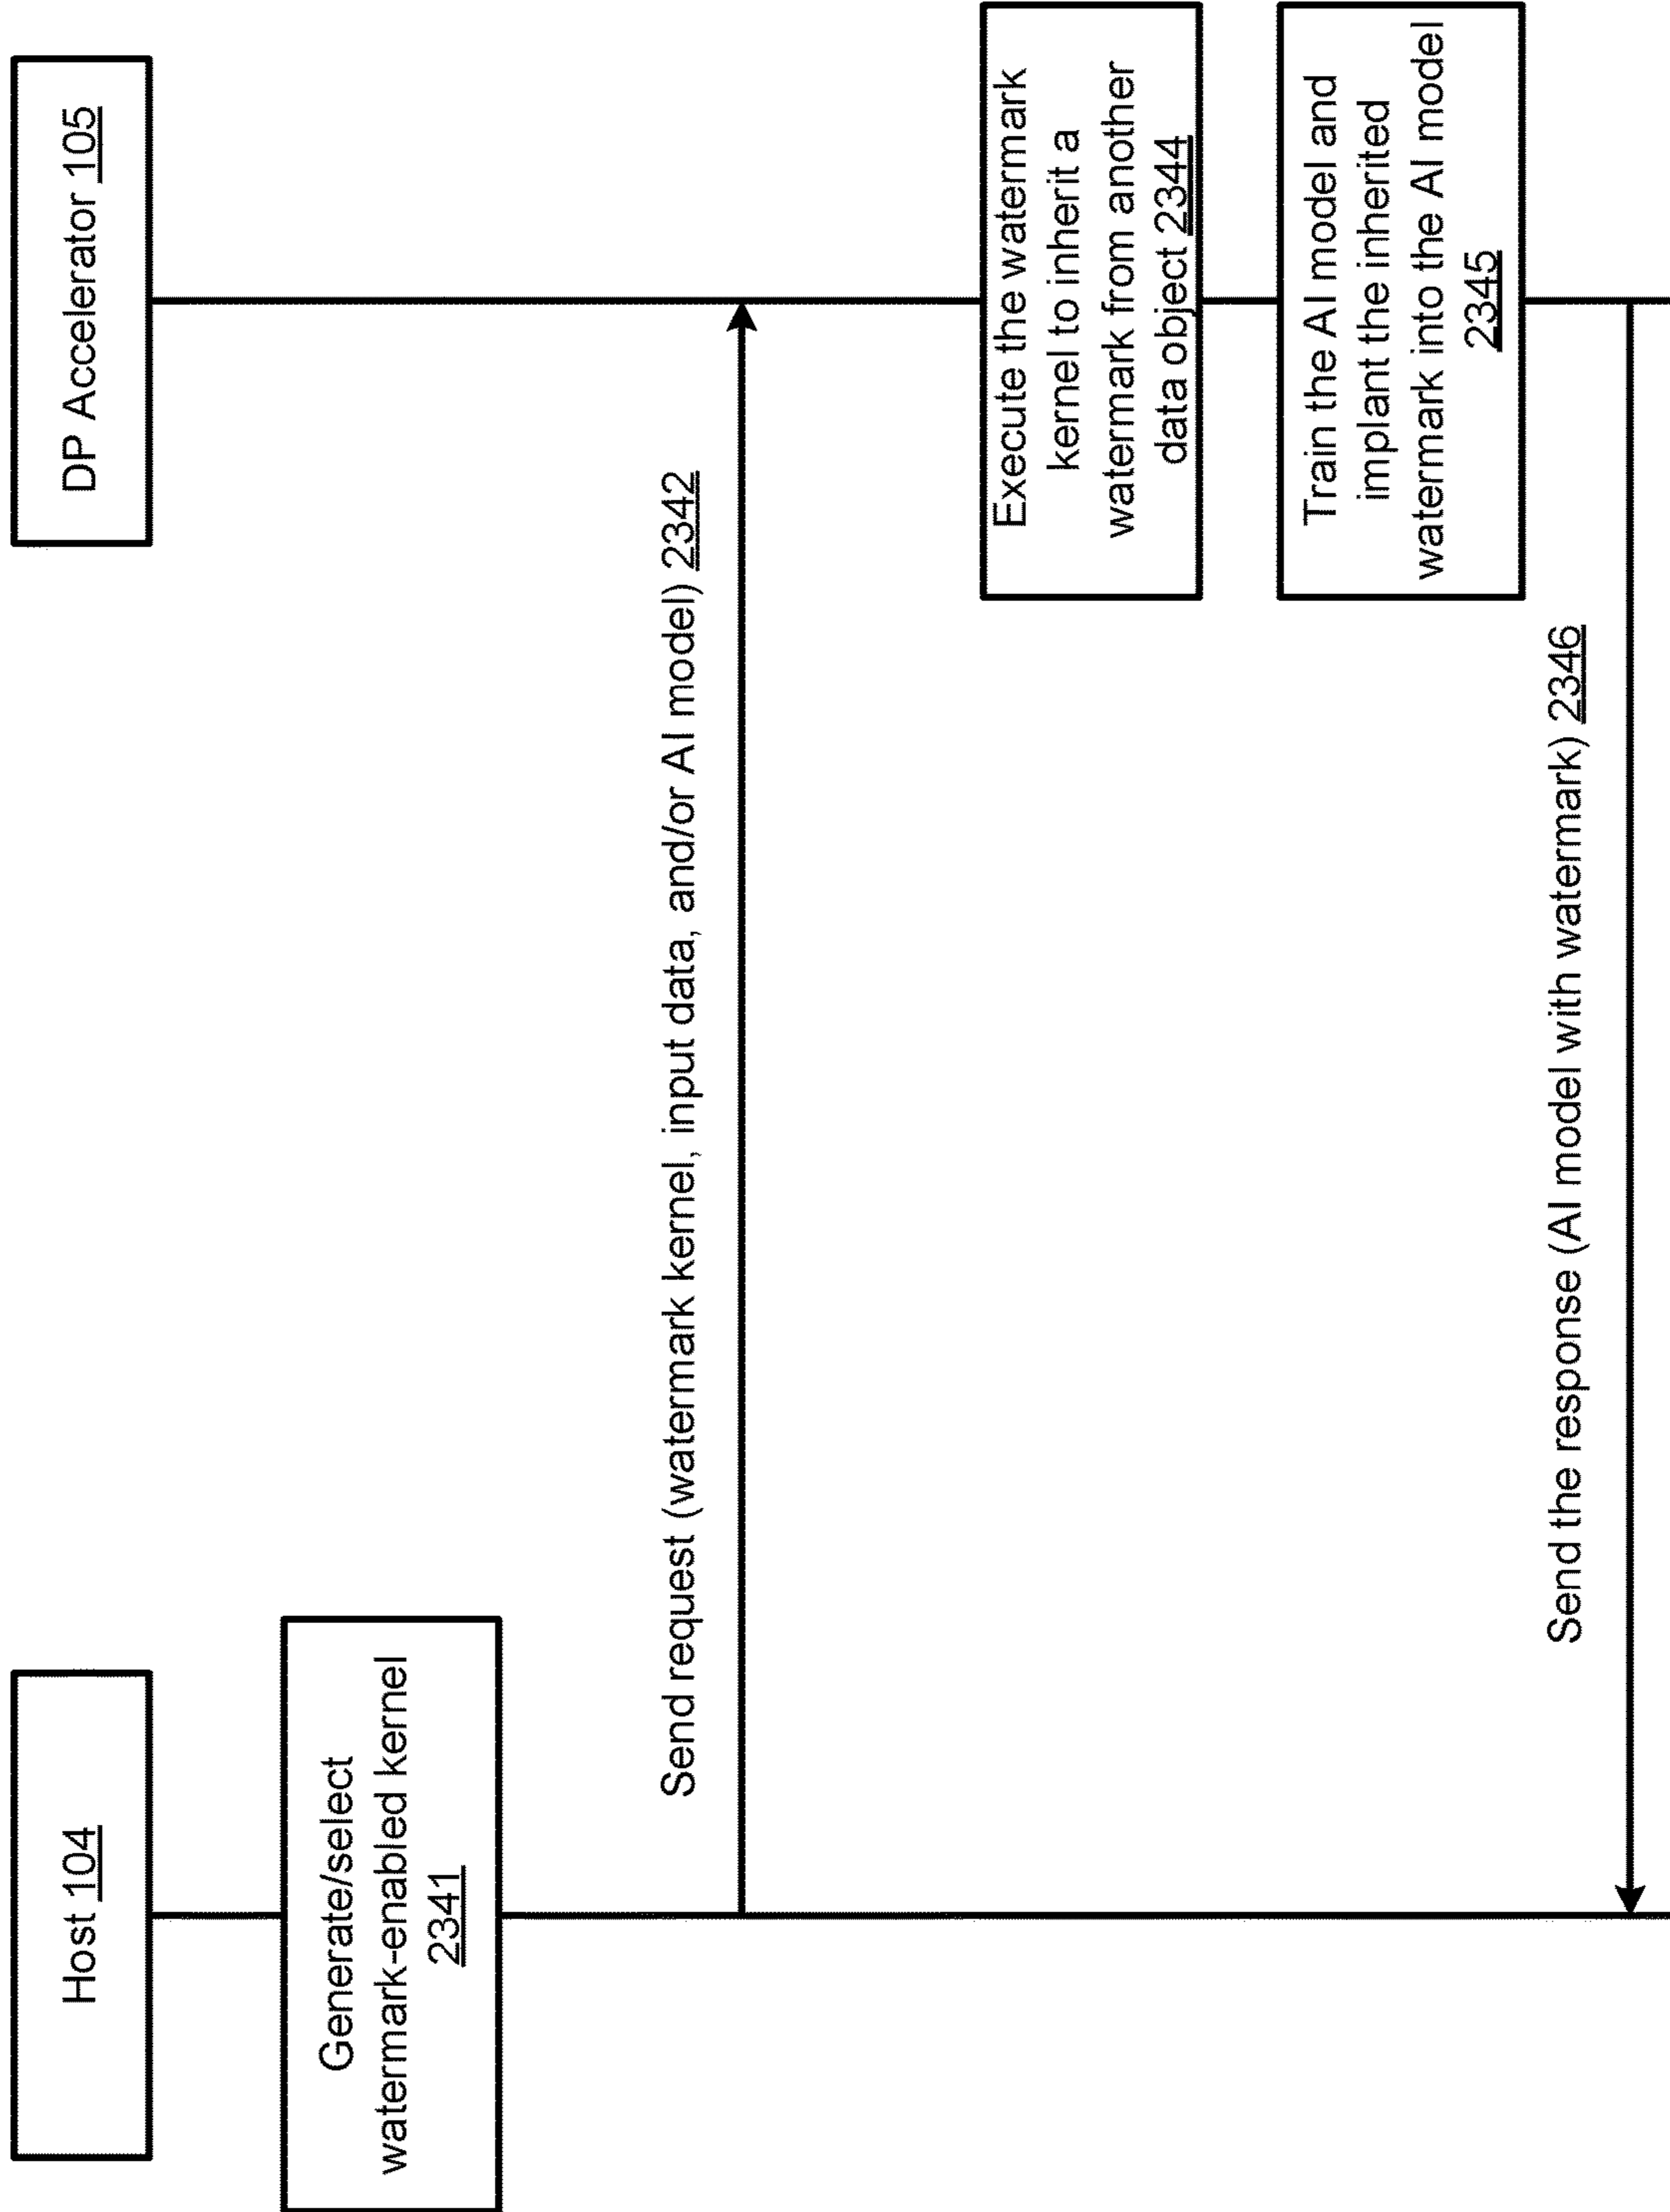 Host 104
DP Accelerator 105
Generate/select
watermark-enabled kernel
2341
Send request (watermark kernel, input data, and/or AI model) 2342
Execute the watermark
kernel to inherit a
watermark from another
data object 2344
Train the AI model and
implant the inherited
watermark into the AI model
2345
Send the response (AI model with watermark) 2346